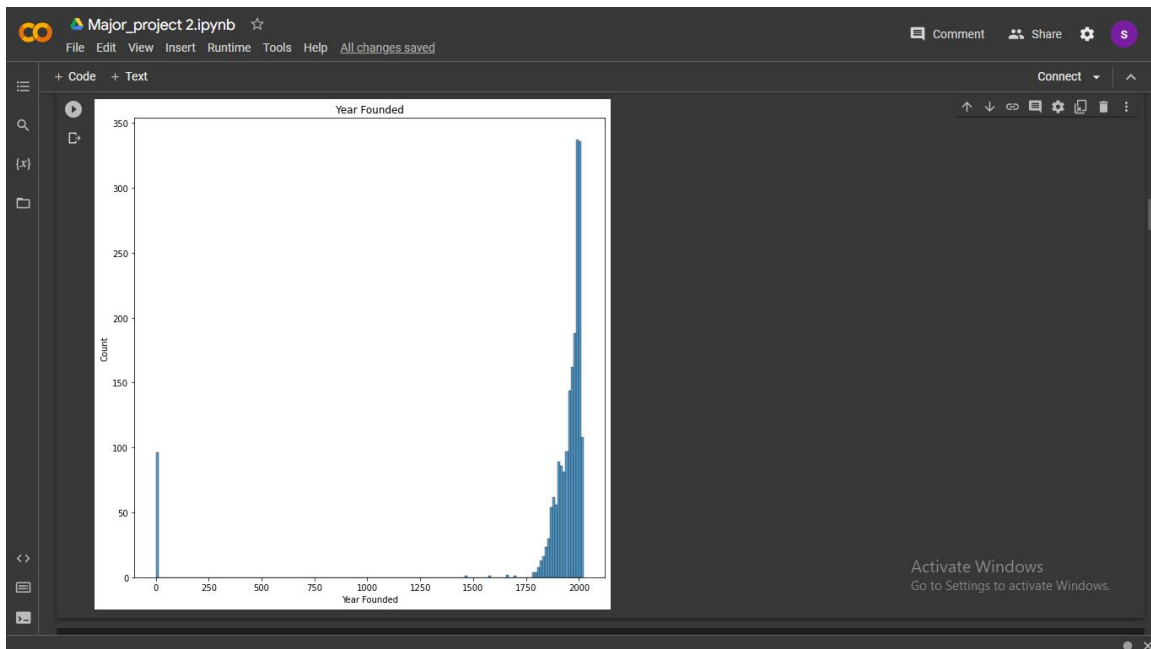 CO Major_project 2.ipynb
File Edit View Insert Runtime Tools Help All changes saved
Comment Share S
+ Code + Text
Connect
{x}
Year Founded
350
300
250
200
150
100
50
0
Count
0 250 500 750 1000 1250 1500 1750 2000
Year Founded
Activate Windows
Go to Settings to activate Windows.